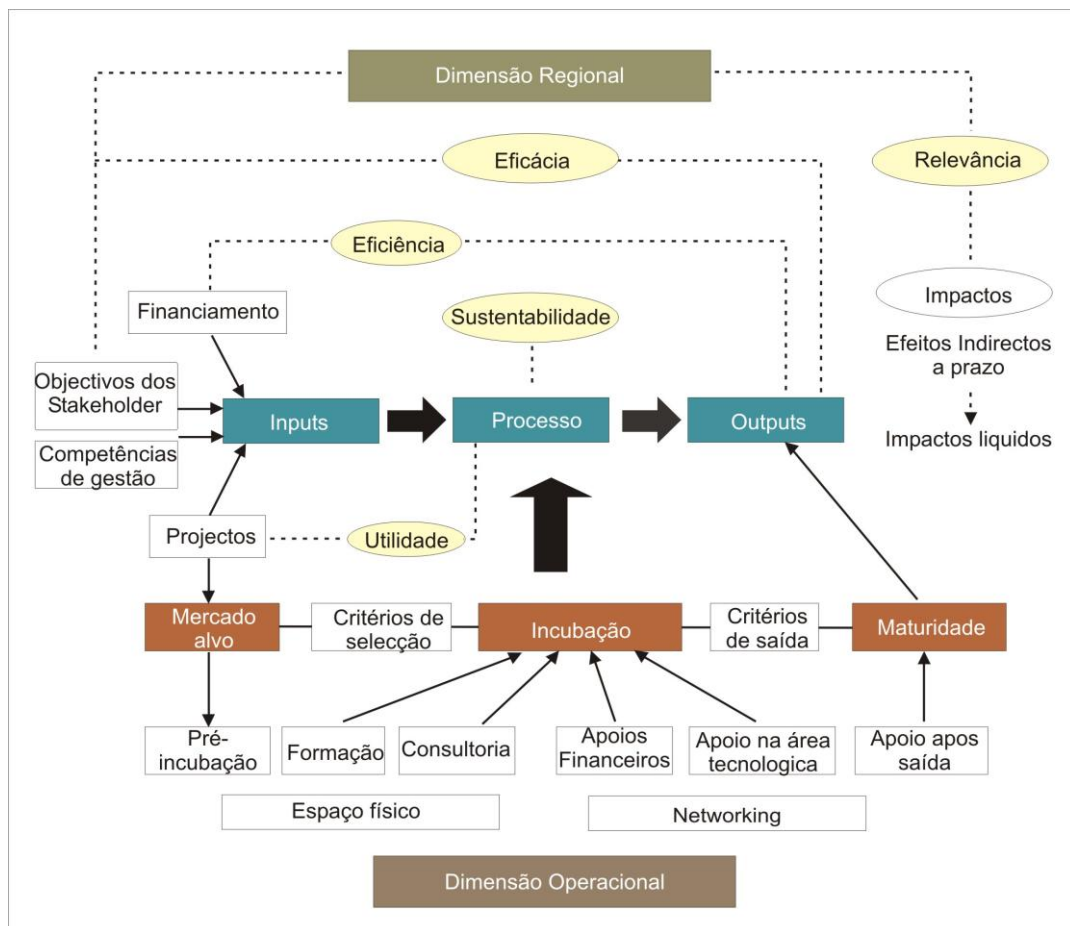 Dimensão Regional
Eficácia
Relevância
Eficiência
Impactos
Financiamento
Sustentabilidade
Efeitos Indirectos
a prazo
Objectivos dos
Stakeholder
Inputs
Processo
Outputs
Impactos liquidos
Competências
de gestão
Projectos
Utilidade
Mercado
alvo
Critérios de
selecção
Incubação
Critérios
de saída
Maturidade
Pré-
incubação
Formação
Consultoria
Apoios
Financeiros
Apoio na área
tecnologica
Apoio apos
saída
Espaço físico
Networking
Dimensão Operacional